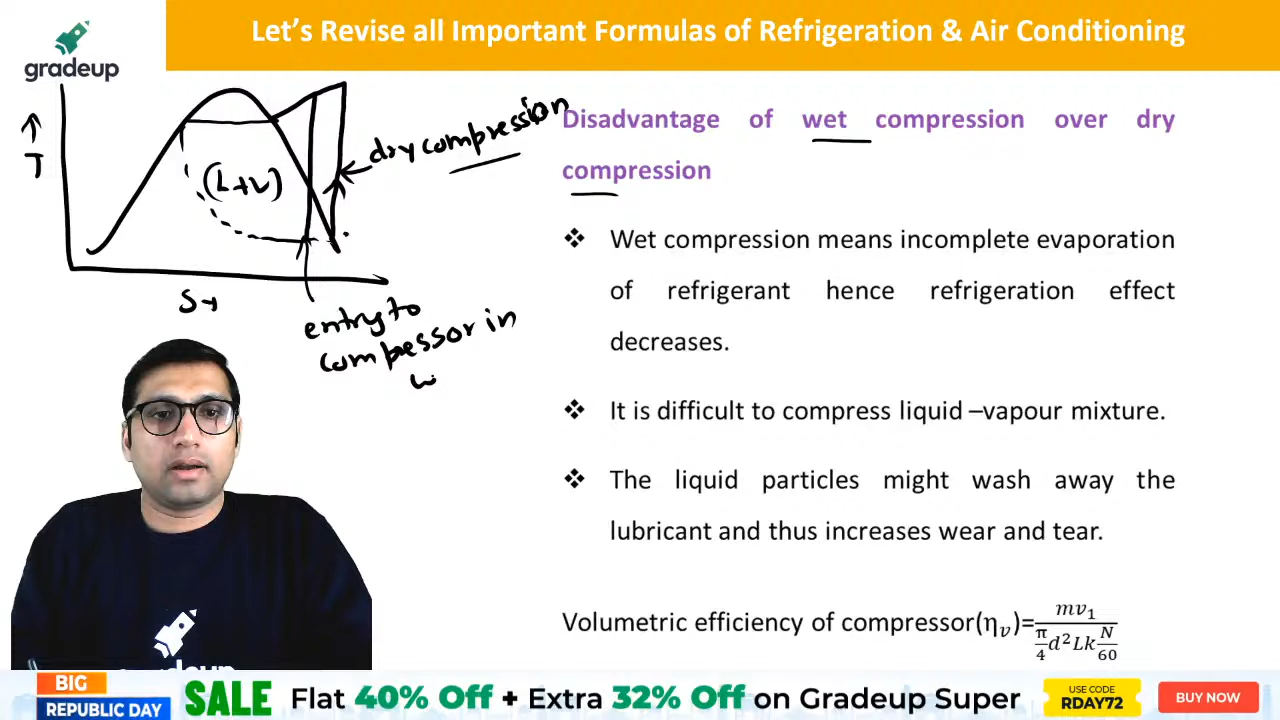 Let's Revise all Important Formulas of Refrigeration & Air Conditioning
gradeup
↑
T
(L+V)
dry compression
S→
entry to
compressor in
w
Disadvantage of wet compression over dry
compression
❖ Wet compression means incomplete evaporation
of refrigerant hence refrigeration effect
decreases.
❖ It is difficult to compress liquid –vapour mixture.
❖ The liquid particles might wash away the
lubricant and thus increases wear and tear.
Volumetric efficiency of compressor(η_v)=mv₁/(π/4 d²Lk N/60)
gradeup
BIG
REPUBLIC DAY
SALE
Flat 40% Off + Extra 32% Off on Gradeup Super
USE CODE
RDAY72
BUY NOW